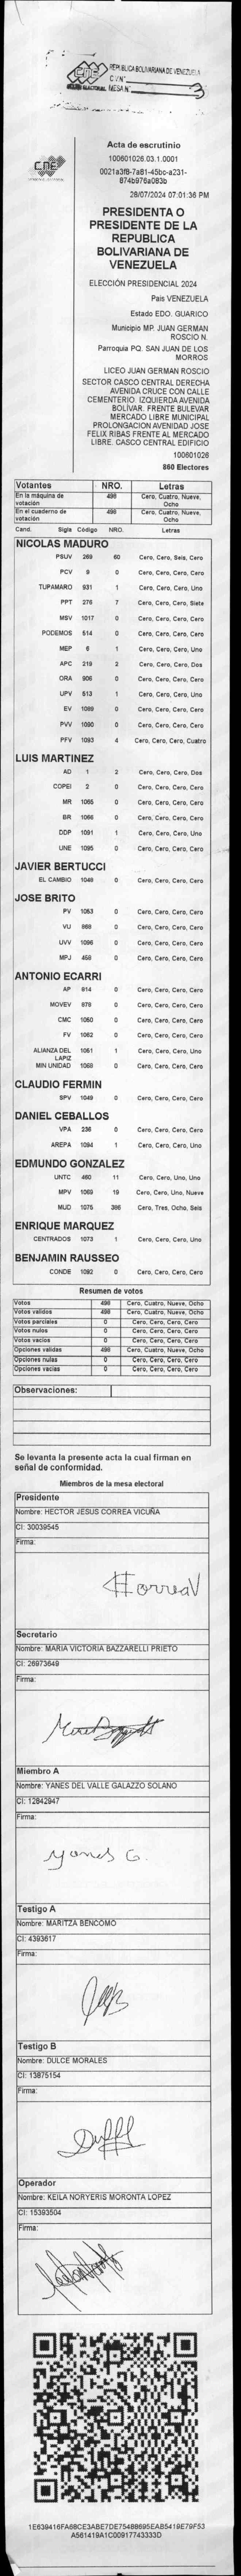 CNE
REPUBLICA BOLIVARIANA DE VENEZUELA
C.V.N°
PODER ELECTORAL MESA N° 3
CNE
Acta de escrutinio
100601026.03.1.0001
0021a3f8-7a81-45bc-a231-
874b976a083b
28/07/2024 07:01:36 PM
PRESIDENTA O
PRESIDENTE DE LA
REPUBLICA
BOLIVARIANA DE
VENEZUELA
ELECCIÓN PRESIDENCIAL 2024
Pais VENEZUELA
Estado EDO. GUARICO
Municipio MP. JUAN GERMAN
ROSCIO N.
Parroquia PQ. SAN JUAN DE LOS
MORROS
LICEO JUAN GERMAN ROSCIO
SECTOR CASCO CENTRAL DERECHA
AVENIDA CRUCE CON CALLE
CEMENTERIO. IZQUIERDA AVENIDA
BOLÍVAR. FRENTE BULEVAR
MERCADO LIBRE MUNICIPAL
PROLONGACION AVENIDAD JOSE
FELIX RIBAS FRENTE AL MERCADO
LIBRE. CASCO CENTRAL EDIFICIO
100601026
860 Electores
Votantes NRO. Letras
En la máquina de votación 498 Cero, Cuatro, Nueve, Ocho
En el cuaderno de votación 498 Cero, Cuatro, Nueve, Ocho
Cand. Sigla Código NRO. Letras
NICOLAS MADURO
PSUV 269 60 Cero, Cero, Seis, Cero
PCV 8 0 Cero, Cero, Cero, Cero
TUPAMARO 931 1 Cero, Cero, Cero, Uno
PPT 276 7 Cero, Cero, Cero, Siete
MSV 1017 0 Cero, Cero, Cero, Cero
PODEMOS 514 0 Cero, Cero, Cero, Cero
MEP 6 1 Cero, Cero, Cero, Uno
APC 219 2 Cero, Cero, Cero, Dos
ORA 906 0 Cero, Cero, Cero, Cero
UPV 513 1 Cero, Cero, Cero, Uno
EV 1089 0 Cero, Cero, Cero, Cero
PVV 1090 0 Cero, Cero, Cero, Cero
PFV 1093 4 Cero, Cero, Cero, Cuatro
LUIS MARTINEZ
AD 1 2 Cero, Cero, Cero, Dos
COPEI 2 0 Cero, Cero, Cero, Cero
MR 1065 0 Cero, Cero, Cero, Cero
BR 1066 0 Cero, Cero, Cero, Cero
DDP 1091 1 Cero, Cero, Cero, Uno
UNE 1095 0 Cero, Cero, Cero, Cero
JAVIER BERTUCCI
EL CAMBIO 1048 0 Cero, Cero, Cero, Cero
JOSE BRITO
PV 1053 0 Cero, Cero, Cero, Cero
VU 868 0 Cero, Cero, Cero, Cero
UVV 1096 0 Cero, Cero, Cero, Cero
MPJ 458 0 Cero, Cero, Cero, Cero
ANTONIO ECARRI
AP 814 0 Cero, Cero, Cero, Cero
MOVEV 878 0 Cero, Cero, Cero, Cero
CMC 1050 0 Cero, Cero, Cero, Cero
FV 1062 0 Cero, Cero, Cero, Cero
ALIANZA DEL LAPIZ 1051 1 Cero, Cero, Cero, Uno
MIN UNIDAD 1068 0 Cero, Cero, Cero, Cero
CLAUDIO FERMIN
SPV 1049 0 Cero, Cero, Cero, Cero
DANIEL CEBALLOS
VPA 236 0 Cero, Cero, Cero, Cero
AREPA 1094 1 Cero, Cero, Cero, Uno
EDMUNDO GONZALEZ
UNTC 460 11 Cero, Cero, Uno, Uno
MPV 1069 19 Cero, Cero, Uno, Nueve
MUD 1075 386 Cero, Tres, Ocho, Seis
ENRIQUE MARQUEZ
CENTRADOS 1073 1 Cero, Cero, Cero, Uno
BENJAMIN RAUSSEO
CONDE 1092 0 Cero, Cero, Cero, Cero
Resumen de votos
Votos 498 Cero, Cuatro, Nueve, Ocho
Votos validos 498 Cero, Cuatro, Nueve, Ocho
Votos parciales 0 Cero, Cero, Cero, Cero
Votos nulos 0 Cero, Cero, Cero, Cero
Votos vacios 0 Cero, Cero, Cero, Cero
Opciones validas 498 Cero, Cuatro, Nueve, Ocho
Opciones nulas 0 Cero, Cero, Cero, Cero
Opciones vacias 0 Cero, Cero, Cero, Cero
Observaciones:
Se levanta la presente acta la cual firman en
señal de conformidad.
Miembros de la mesa electoral
Presidente
Nombre: HECTOR JESUS CORREA VICUÑA
CI: 30039545
Firma:
HCorreaV
Secretario
Nombre: MARIA VICTORIA BAZZARELLI PRIETO
CI: 26973649
Firma:
Miembro A
Nombre: YANES DEL VALLE GALAZZO SOLANO
CI: 12842947
Firma:
Yanes G.
Testigo A
Nombre: MARITZA BENCOMO
CI: 4393617
Firma:
Testigo B
Nombre: DULCE MORALES
CI: 13875154
Firma:
Operador
Nombre: KEILA NORYERIS MORONTA LOPEZ
CI: 15393504
Firma:
1E639416FA68CE3ABE7DE75488695EAB5419E79F53
A561419A1C00917743333D